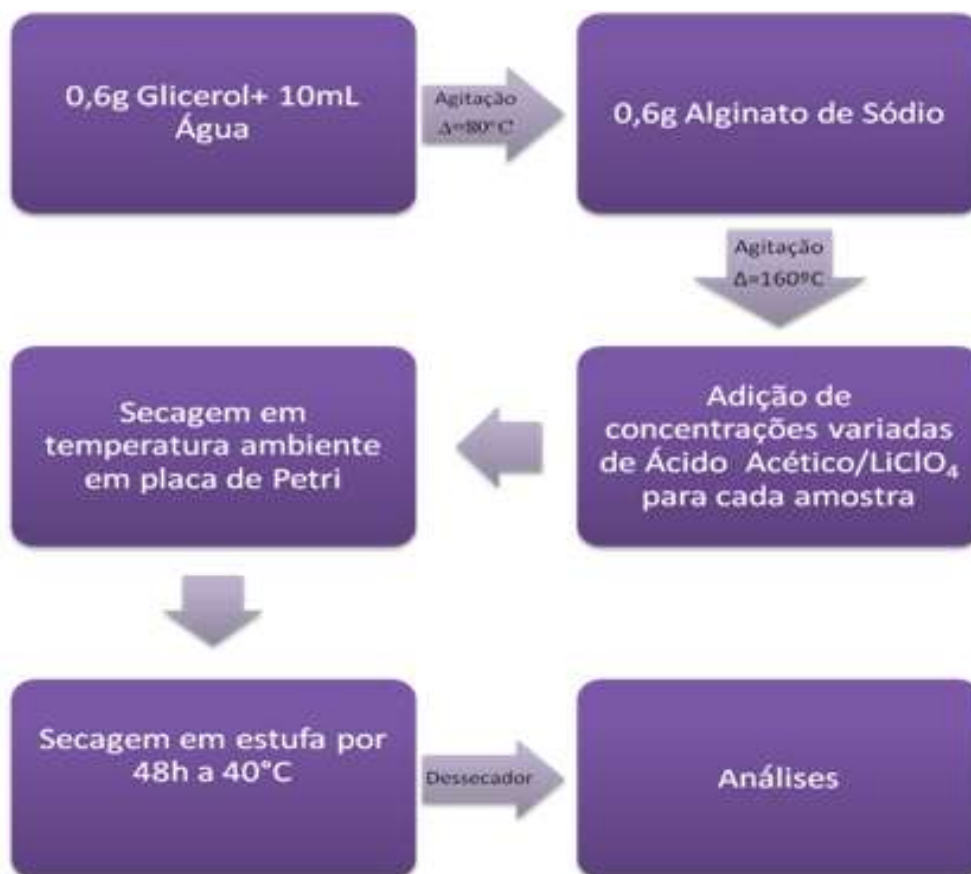 0,6g Glicerol+ 10mL
Água
Agitação
Δ=80°C
0,6g Alginato de Sódio
Agitação
Δ=160ºC
Adição de
concentrações variadas
de Ácido Acético/LiClO₄
para cada amostra
Secagem em
temperatura ambiente
em placa de Petri
Secagem em estufa por
48h a 40°C
Dessecador
Análises